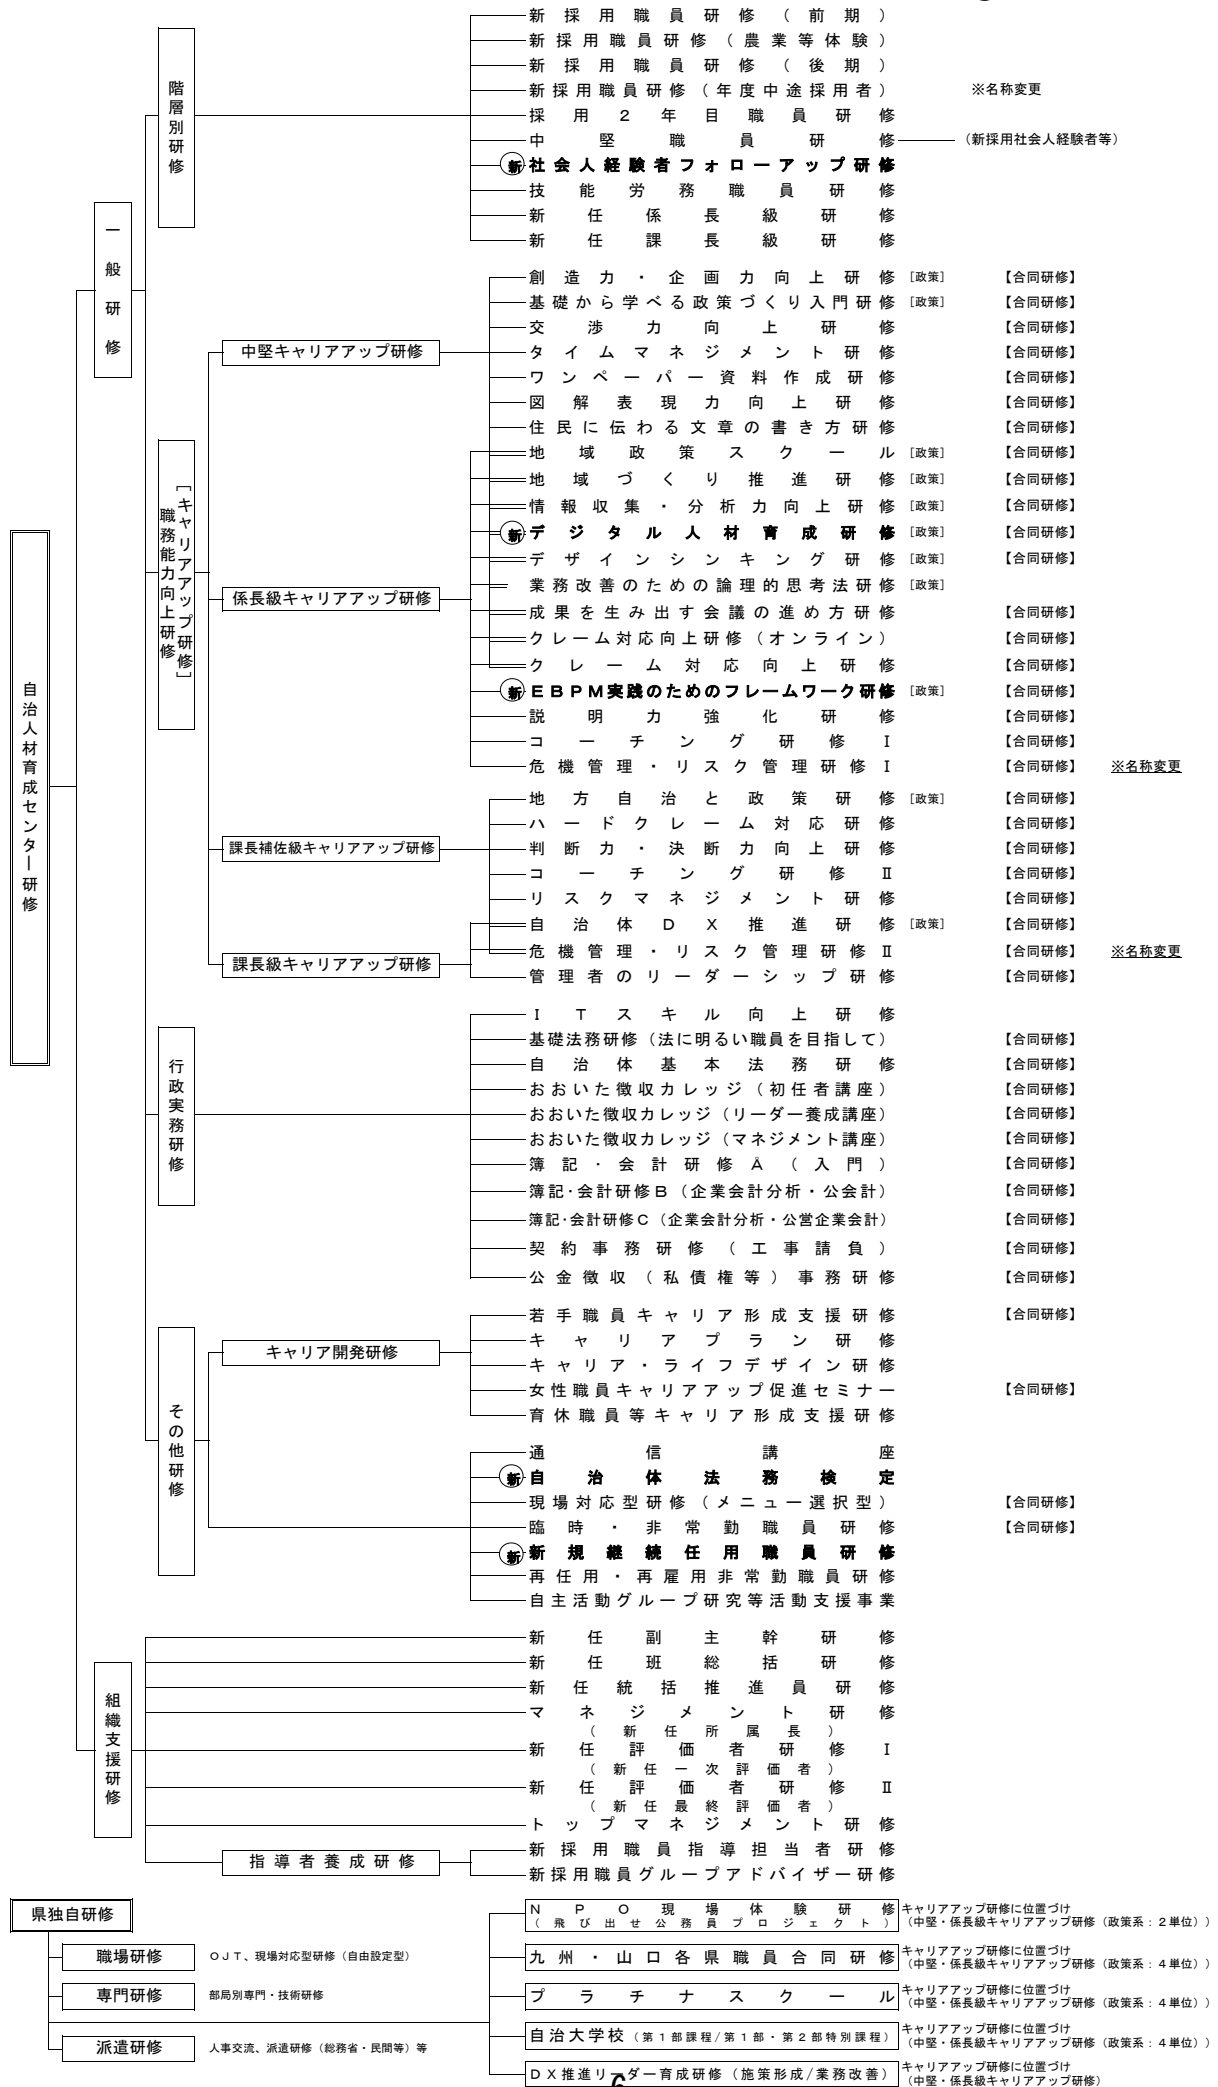 自治人材育成センター研修
一般研修
階層別研修
新採用職員研修（前期）
新採用職員研修（農業等体験）
新採用職員研修（後期）
新採用職員研修（年度中途採用者） ※名称変更
採用２年目職員研修
中堅職員研修 （新採用社会人経験者等）
新 社会人経験者フォローアップ研修
技能労務職員研修
新任係長級研修
新任課長級研修
職務能力向上研修
［キャリアアップ研修］
中堅キャリアアップ研修
係長級キャリアアップ研修
創造力・企画力向上研修 ［政策］ 【合同研修】
基礎から学べる政策づくり入門研修 ［政策］ 【合同研修】
交渉力向上研修 【合同研修】
タイムマネジメント研修 【合同研修】
ワンペーパー資料作成研修 【合同研修】
図解表現力向上研修 【合同研修】
住民に伝わる文章の書き方研修 【合同研修】
地域政策スクール ［政策］ 【合同研修】
地域づくり推進研修 ［政策］ 【合同研修】
情報収集・分析力向上研修 ［政策］ 【合同研修】
新 デジタル人材育成研修 ［政策］ 【合同研修】
デザインシンキング研修 ［政策］ 【合同研修】
業務改善のための論理的思考法研修 ［政策］
成果を生み出す会議の進め方研修 【合同研修】
クレーム対応向上研修（オンライン） 【合同研修】
クレーム対応向上研修 【合同研修】
新 ＥＢＰＭ実践のためのフレームワーク研修 ［政策］ 【合同研修】
説明力強化研修 【合同研修】
コーチング研修Ⅰ 【合同研修】
危機管理・リスク管理研修Ⅰ 【合同研修】 ※名称変更
課長補佐級キャリアアップ研修
課長級キャリアアップ研修
地方自治と政策研修 ［政策］ 【合同研修】
ハードクレーム対応研修 【合同研修】
判断力・決断力向上研修 【合同研修】
コーチング研修Ⅱ 【合同研修】
リスクマネジメント研修 【合同研修】
自治体ＤＸ推進研修 ［政策］ 【合同研修】
危機管理・リスク管理研修Ⅱ 【合同研修】 ※名称変更
管理者のリーダーシップ研修 【合同研修】
行政実務研修
ＩＴスキル向上研修
基礎法務研修（法に明るい職員を目指して） 【合同研修】
自治体基本法務研修 【合同研修】
おおいた徴収カレッジ（初任者講座） 【合同研修】
おおいた徴収カレッジ（リーダー養成講座） 【合同研修】
おおいた徴収カレッジ（マネジメント講座） 【合同研修】
簿記・会計研修Ａ（入門） 【合同研修】
簿記・会計研修Ｂ（企業会計分析・公会計） 【合同研修】
簿記・会計研修Ｃ（企業会計分析・公営企業会計） 【合同研修】
契約事務研修（工事請負） 【合同研修】
公金徴収（私債権等）事務研修 【合同研修】
その他研修
キャリア開発研修
若手職員キャリア形成支援研修 【合同研修】
キャリアプラン研修
キャリア・ライフデザイン研修
女性職員キャリアアップ促進セミナー 【合同研修】
育休職員等キャリア形成支援研修
通信講座
新 自治体法務検定
現場対応型研修（メニュー選択型） 【合同研修】
臨時・非常勤職員研修 【合同研修】
新 新規継続任用職員研修
再任用・再雇用非常勤職員研修
自主活動グループ研究等活動支援事業
組織支援研修
新任副主幹研修
新任班総括研修
新任統括推進員研修
マネジメント研修
（新任所属長）
新任評価者研修Ⅰ
（新任一次評価者）
新任評価者研修Ⅱ
（新任最終評価者）
トップマネジメント研修
指導者養成研修
新採用職員指導担当者研修
新採用職員グループアドバイザー研修
県独自研修
職場研修 ＯＪＴ、現場対応型研修（自由設定型）
専門研修 部局別専門・技術研修
派遣研修 人事交流、派遣研修（総務省・民間等）等
ＮＰＯ現場体験研修
（飛び出せ公務員プロジェクト）
キャリアアップ研修に位置づけ
（中堅・係長級キャリアアップ研修（政策系：２単位））
九州・山口各県職員合同研修
キャリアアップ研修に位置づけ
（中堅・係長級キャリアアップ研修（政策系：４単位））
プラチナスクール
キャリアアップ研修に位置づけ
（中堅・係長級キャリアアップ研修（政策系：４単位））
自治大学校（第１部課程/第１部・第２部特別課程）
キャリアアップ研修に位置づけ
（中堅・係長級キャリアアップ研修（政策系：４単位））
ＤＸ推進リーダー育成研修（施策形成/業務改善）
キャリアアップ研修に位置づけ
（中堅・係長級キャリアアップ研修）